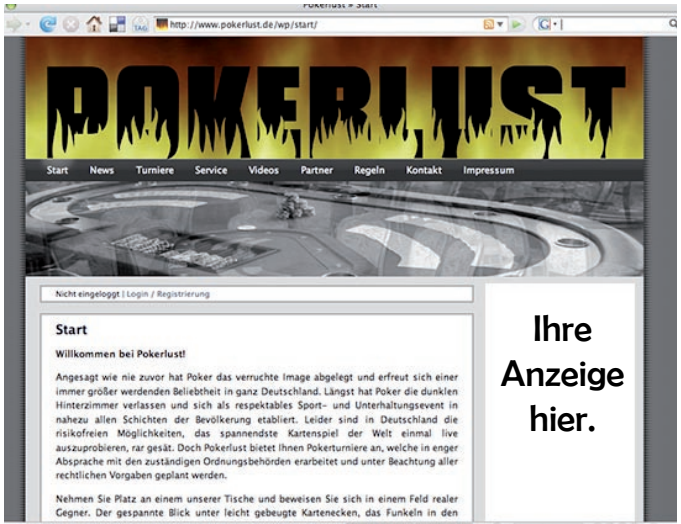 Pokerlust » Start
http://www.pokerlust.de/wp/start/
POKERLUST
Start News Turniere Service Videos Partner Regeln Kontakt Impressum
Nicht eingeloggt | Login / Registrierung
Start
Willkommen bei Pokerlust!
Angesagt wie nie zuvor hat Poker das verruchte Image abgelegt und erfreut sich einer
immer größer werdenden Beliebtheit in ganz Deutschland. Längst hat Poker die dunklen
Hinterzimmer verlassen und sich als respektables Sport- und Unterhaltungsevent in
nahezu allen Schichten der Bevölkerung etabliert. Leider sind in Deutschland die
risikofreien Möglichkeiten, das spannendste Kartenspiel der Welt einmal live
auszuprobieren, rar gesät. Doch Pokerlust bietet Ihnen Pokerturniere an, welche in enger
Absprache mit den zuständigen Ordnungsbehörden erarbeitet und unter Beachtung aller
rechtlichen Vorgaben geplant werden.
Nehmen Sie Platz an einem unserer Tische und beweisen Sie sich in einem Feld realer
Gegner. Der gespannte Blick unter leicht gebeugte Kartenecken, das Funkeln in den
Ihre
Anzeige
hier.